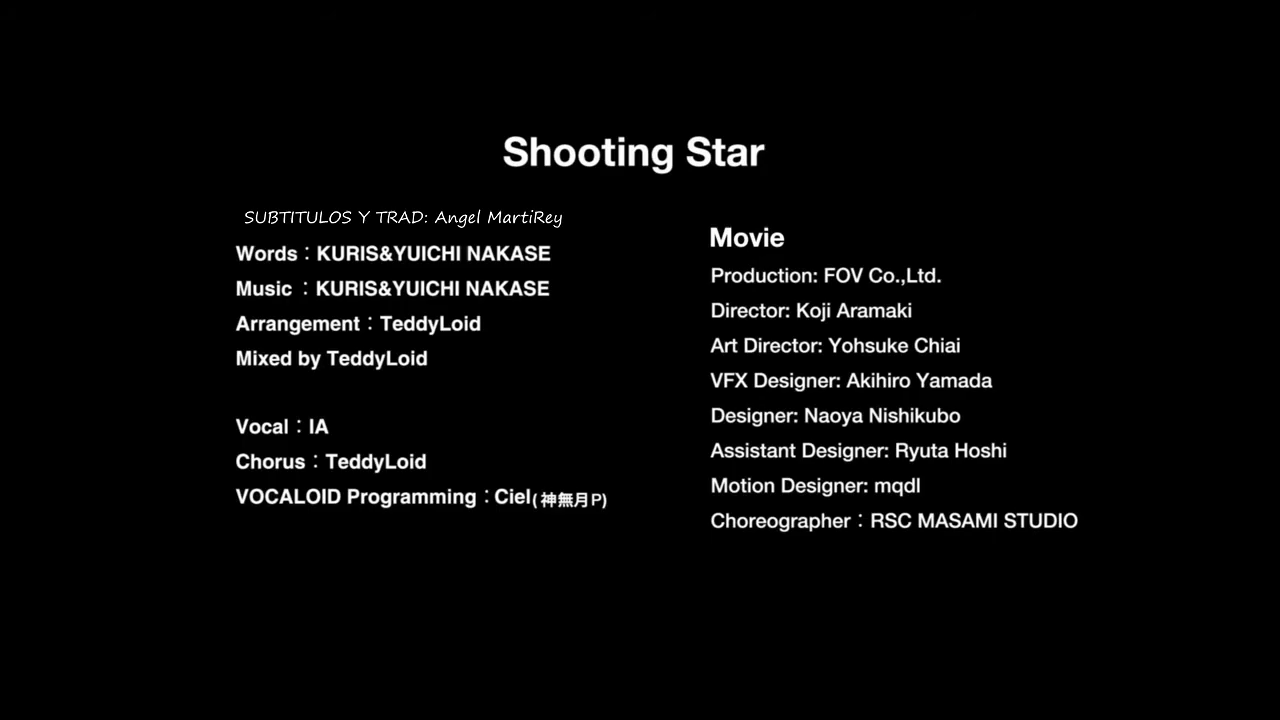 Shooting Star
SUBTITULOS Y TRAD: Angel MartiRey
Words：KURIS&YUICHI NAKASE
Music ：KURIS&YUICHI NAKASE
Arrangement：TeddyLoid
Mixed by TeddyLoid
Vocal：IA
Chorus：TeddyLoid
VOCALOID Programming：Ciel(神無月P)
Movie
Production: FOV Co.,Ltd.
Director: Koji Aramaki
Art Director: Yohsuke Chiai
VFX Designer: Akihiro Yamada
Designer: Naoya Nishikubo
Assistant Designer: Ryuta Hoshi
Motion Designer: mqdl
Choreographer：RSC MASAMI STUDIO